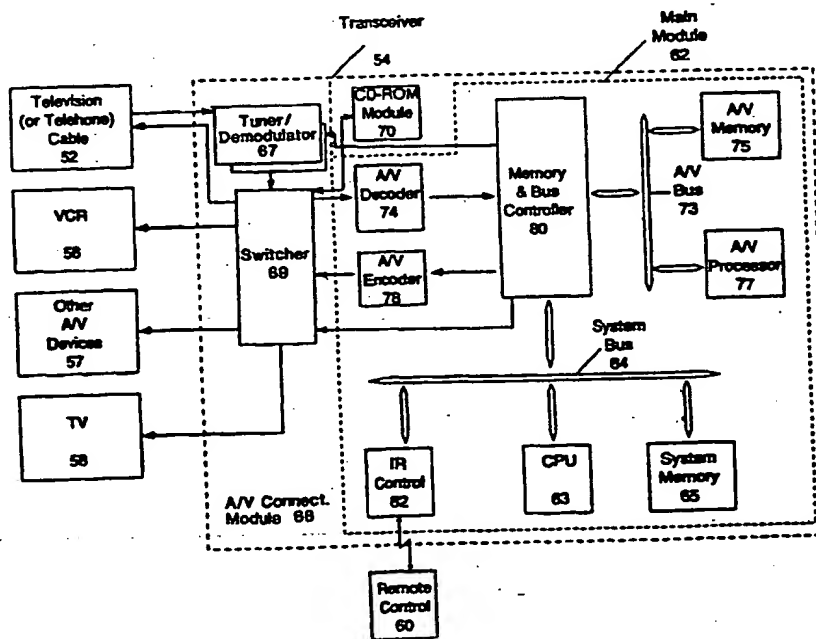 Transceiver
54
Main
Module
62
Television
(or Telehone)
Cable
52
Tuner/
Demodulator
67
CD-ROM
Module
70
A/V
Memory
75
A/V
Decoder
74
Memory
& Bus
Controller
80
A/V
Bus
73
VCR
56
Switcher
69
A/V
Encoder
78
A/V
Processor
77
Other
A/V
Devices
57
System
Bus
64
TV
58
IR
Control
82
CPU
63
System
Memory
65
A/V Connect.
Module 68
Remote
Control
60